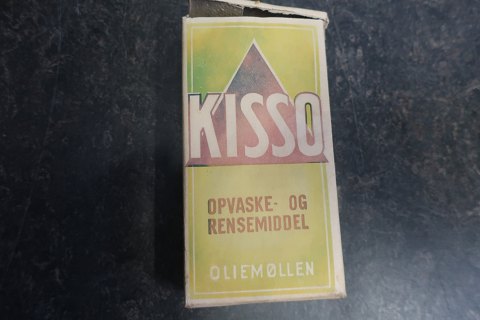 KISSO
OPVASKE- OG
RENSEMIDDEL
OLIEMØLLEN